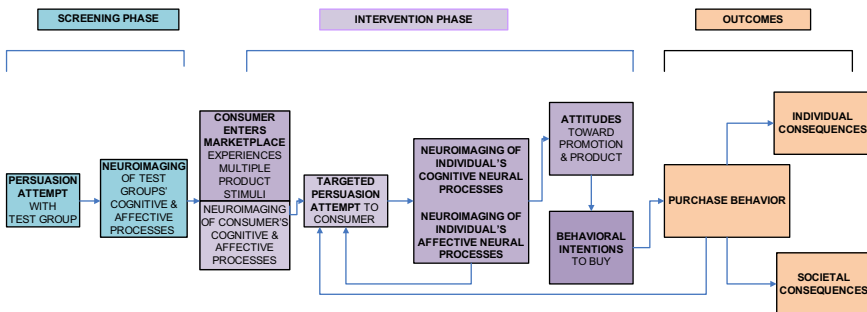 SCREENING PHASE
INTERVENTION PHASE
OUTCOMES
PERSUASION
ATTEMPT
WITH
TEST GROUP
NEUROIMAGING
OF TEST
GROUPS'
COGNITIVE &
AFFECTIVE
PROCESSES
CONSUMER
ENTERS
MARKETPLACE
EXPERIENCES
MULTIPLE
PRODUCT
STIMULI
NEUROIMAGING
OF CONSUMER'S
COGNITIVE &
AFFECTIVE
PROCESSES
TARGETED
PERSUASION
ATTEMPT TO
CONSUMER
NEUROIMAGING OF
INDIVIDUAL'S
COGNITIVE NEURAL
PROCESSES
NEUROIMAGING OF
INDIVIDUAL'S
AFFECTIVE NEURAL
PROCESSES
ATTITUDES
TOWARD
PROMOTION
& PRODUCT
BEHAVIORAL
INTENTIONS
TO BUY
PURCHASE BEHAVIOR
INDIVIDUAL
CONSEQUENCES
SOCIETAL
CONSEQUENCES